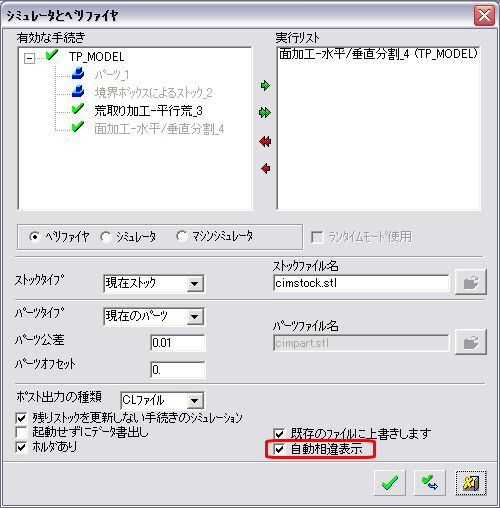 シミュレータとベリファイヤ
有効な手続き
TP_MODEL
パーツ_1
境界ボックスによるストック_2
荒取り加工-平行荒_3
面加工-水平/垂直分割_4
実行リスト
面加工-水平/垂直分割_4 (TP_MODEL)
ベリファイヤ シミュレータ マシンシミュレータ ランタイムモード使用
ストックタイプ 現在ストック
ストックファイル名
cimstock.stl
パーツタイプ 現在のパーツ
パーツ公差 0.01
パーツオフセット 0.
パーツファイル名
cimpart.stl
ポスト出力の種類 CLファイル
残りストックを更新しない手続きのシミュレーション
起動せずにデータ書出し
ホルダあり
既存のファイルに上書きします
自動相違表示